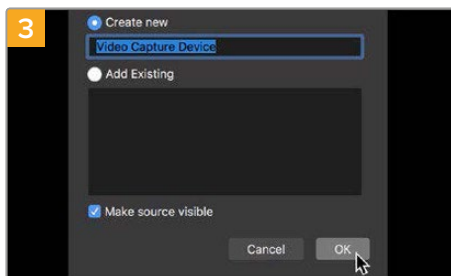 3
Create new
Video Capture Device
Add Existing
Make source visible
Cancel OK